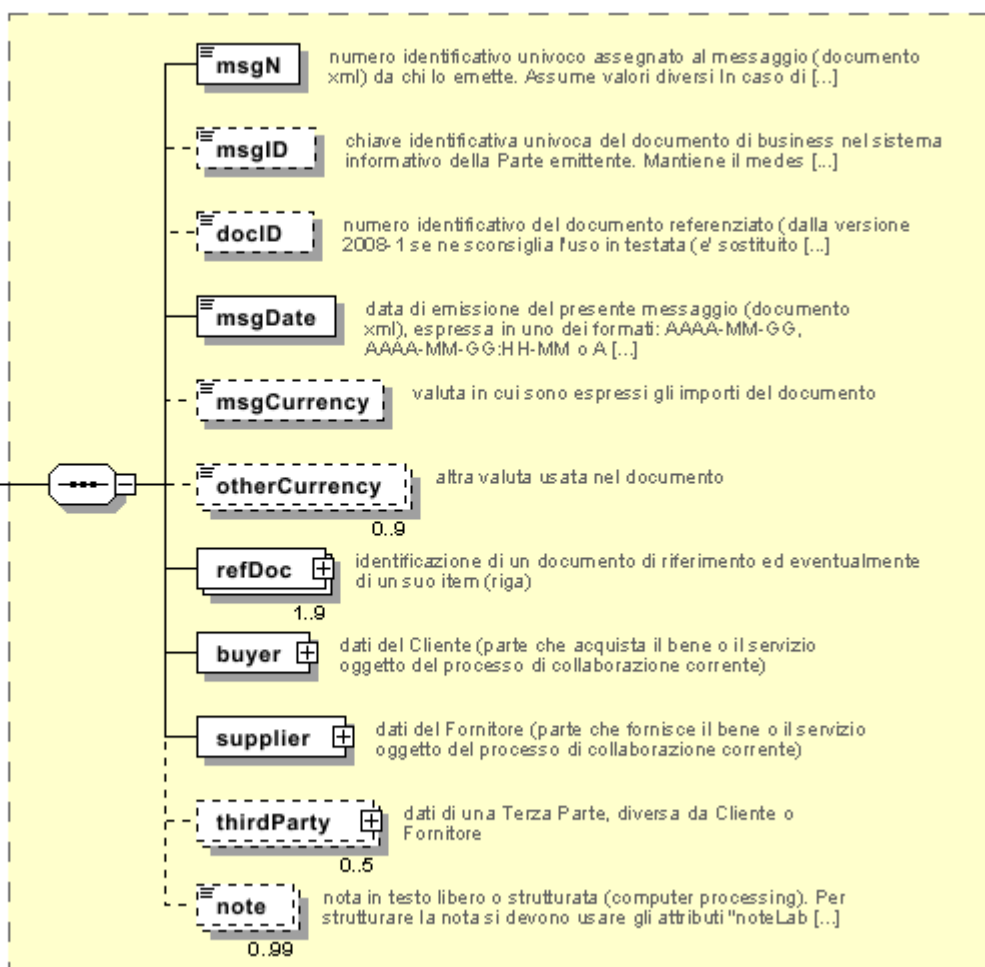 msgN
numero identificativo univoco assegnato al messaggio (documento
xml) da chi lo emette. Assume valori diversi In caso di [...]
msgID
chiave identificativa univoca del documento di business nel sistema
informativo della Parte emittente. Mantiene il medes [...]
docID
numero identificativo del documento referenziato (dalla versione
2008-1 se ne sconsiglia l'uso in testata (e' sostituito [...]
msgDate
data di emissione del presente messaggio (documento
xml), espressa in uno dei formati: AAAA-MM-GG,
AAAA-MM-GG:HH-MM o A [...]
msgCurrency
valuta in cui sono espressi gli importi del documento
otherCurrency
altra valuta usata nel documento
0..9
refDoc
identificazione di un documento di riferimento ed eventualmente
di un suo item (riga)
1..9
buyer
dati del Cliente (parte che acquista il bene o il servizio
oggetto del processo di collaborazione corrente)
supplier
dati del Fornitore (parte che fornisce il bene o il servizio
oggetto del processo di collaborazione corrente)
thirdParty
dati di una Terza Parte, diversa da Cliente o
Fornitore
0..5
note
nota in testo libero o strutturata (computer processing). Per
strutturare la nota si devono usare gli attributi "noteLab [...]
0..99